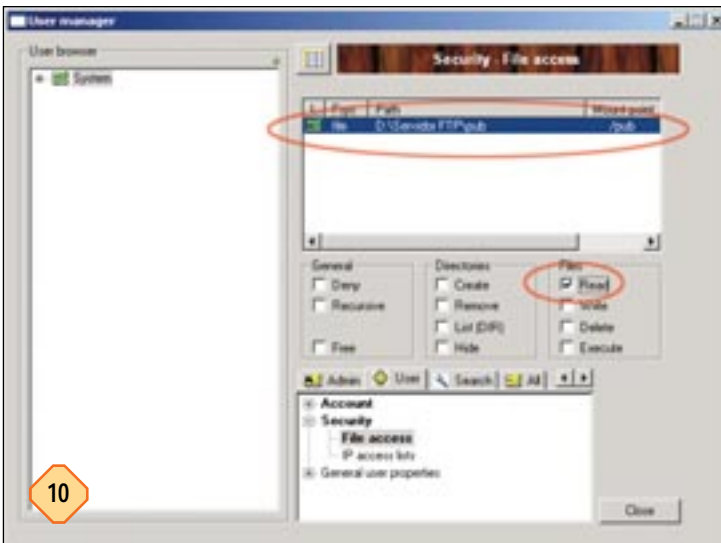 User manager
User browser
System
Security - File access
Path
Mount point
file D:\Servidor FTP\pub /pub
General
Deny
Recursive
Free
Directories
Create
Remove
List (DIR)
Hide
Files
Read
Write
Delete
Execute
Admin User Search All
Account
Security
File access
IP access lists
General user properties
Close
10